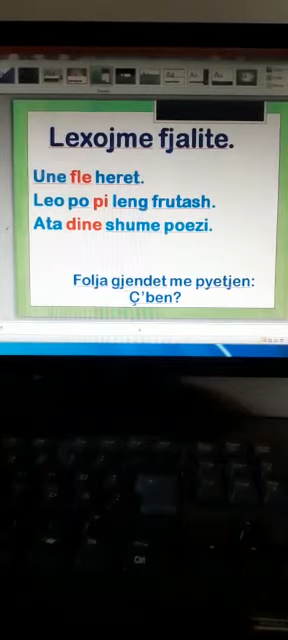 Lexojme fjalite.
Une fle heret.
Leo po pi leng frutash.
Ata dine shume poezi.
Folja gjendet me pyetjen:
Ç'ben?
Ctrl